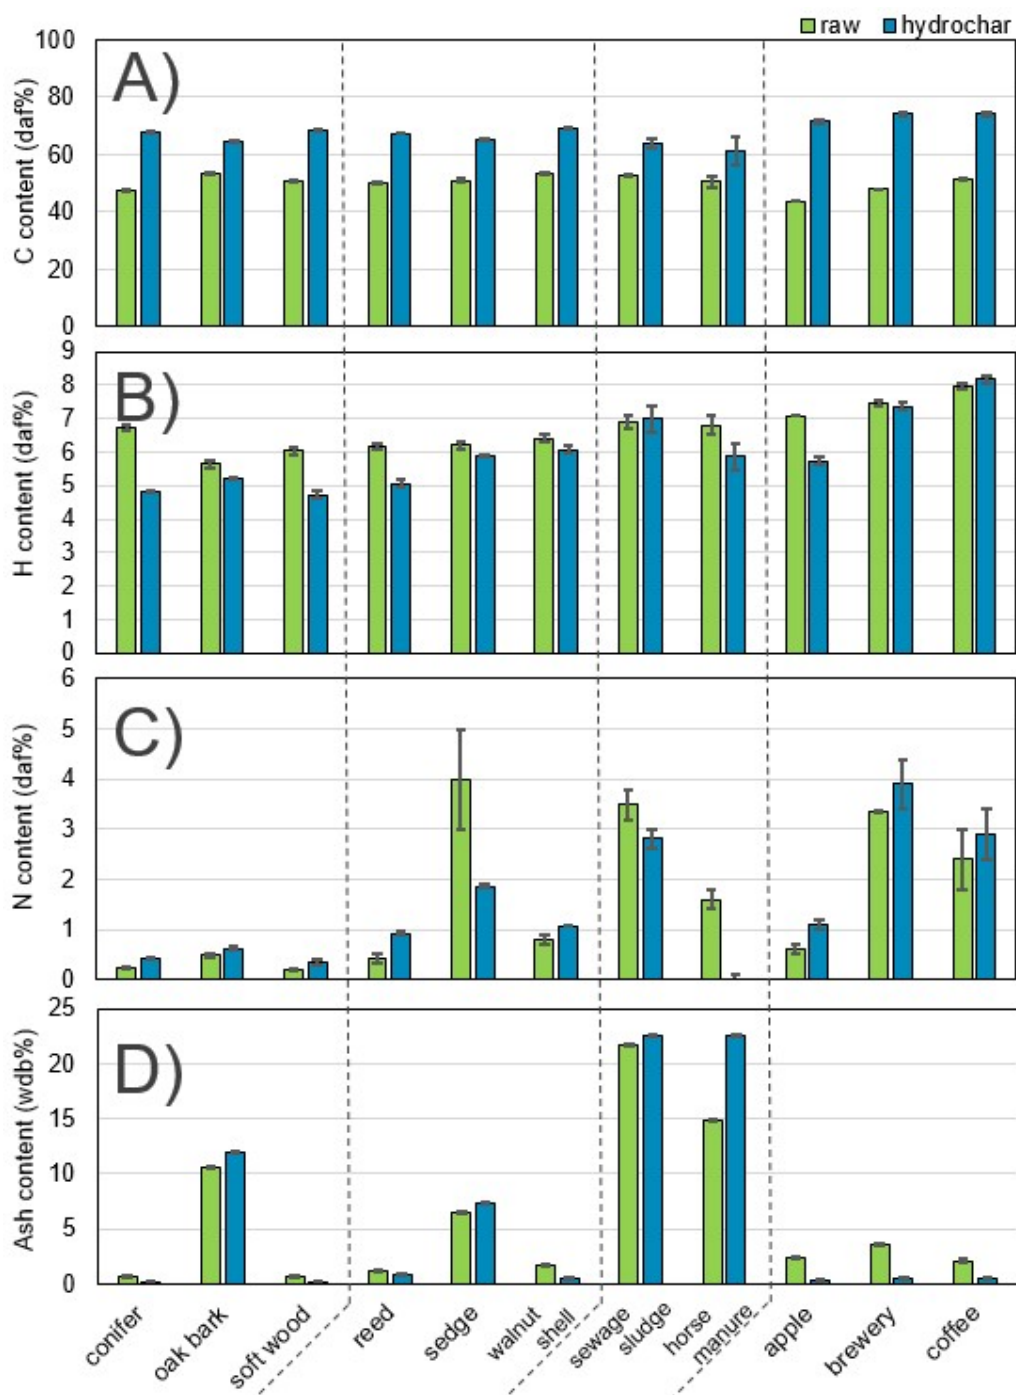 raw hydrochar
A)
C content (daf%)
100
80
60
40
20
0
B)
H content (daf%)
9
8
7
6
5
4
3
2
1
0
C)
N content (daf%)
6
5
4
3
2
1
0
D)
Ash content (wdb%)
25
20
15
10
5
0
conifer
oak bark
soft wood
reed
sedge
walnut
shell
sewage
sludge
horse
manure
apple
brewery
coffee